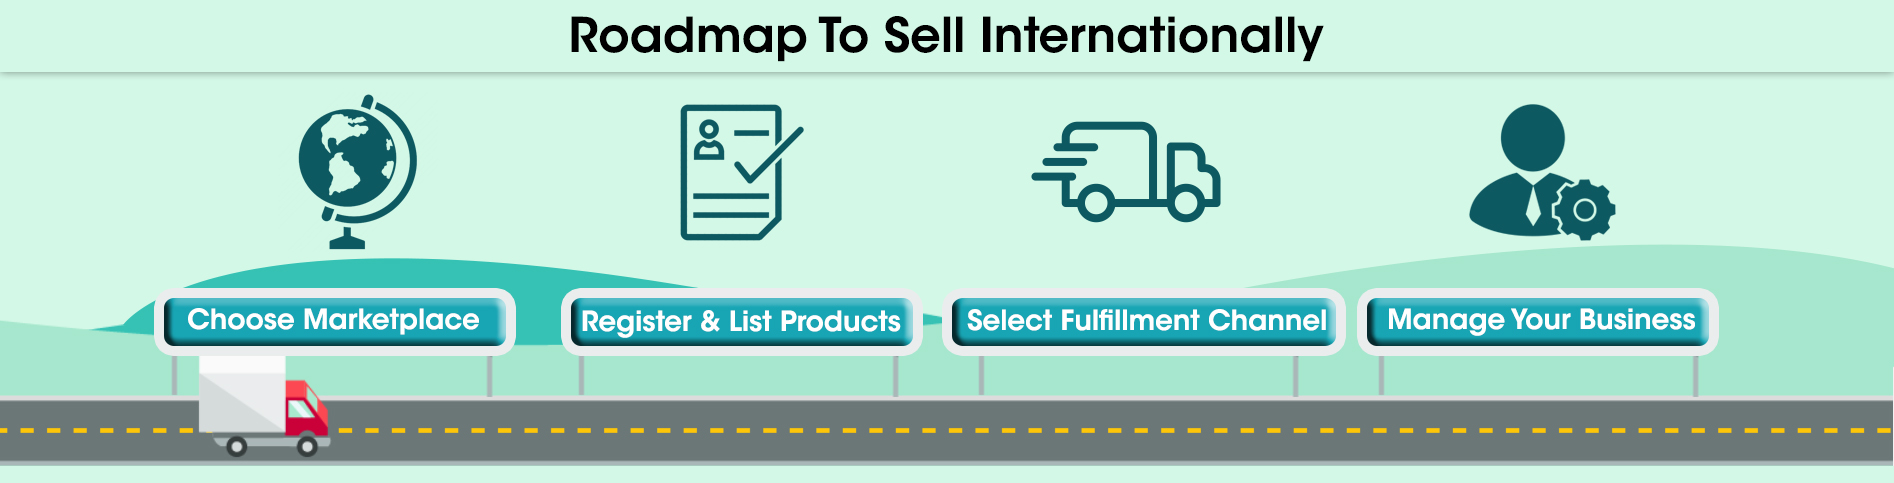 Roadmap To Sell Internationally
Choose Marketplace
Register & List Products
Select Fulfillment Channel
Manage Your Business